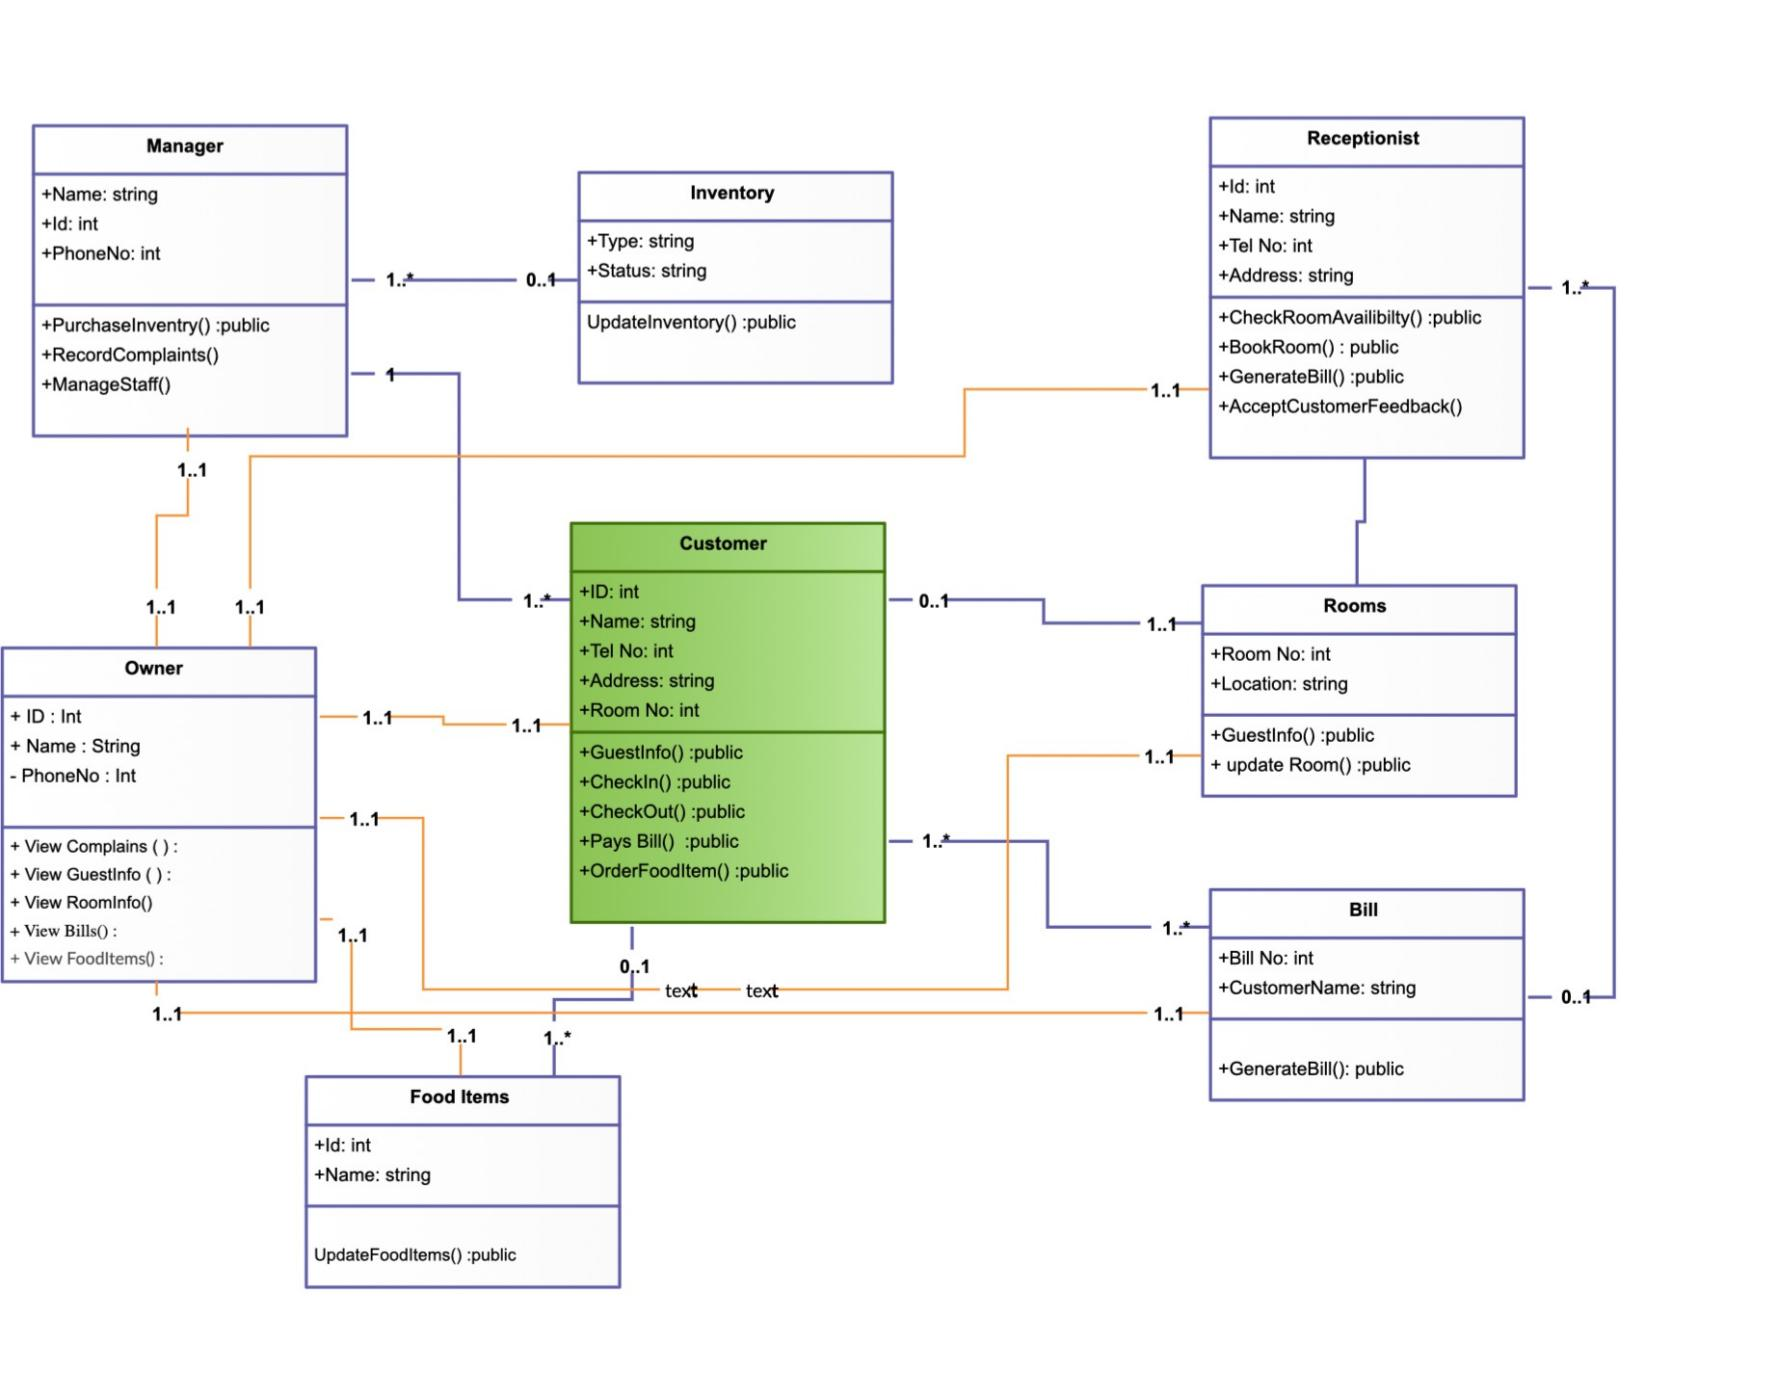 Manager
+Name: string
+Id: int
+PhoneNo: int
+PurchaseInventry() :public
+RecordComplaints()
+ManageStaff()
1..*
0..1
Inventory
+Type: string
+Status: string
UpdateInventory() :public
Receptionist
+Id: int
+Name: string
+Tel No: int
+Address: string
+CheckRoomAvailibilty() :public
+BookRoom() : public
+GenerateBill() :public
+AcceptCustomerFeedback()
1..*
1
1..1
1..1
1..1
1..1
1..*
Customer
+ID: int
+Name: string
+Tel No: int
+Address: string
+Room No: int
+GuestInfo() :public
+CheckIn() :public
+CheckOut() :public
+Pays Bill()  :public
+OrderFoodItem() :public
0..1
1..1
Rooms
+Room No: int
+Location: string
+GuestInfo() :public
+ update Room() :public
Owner
+ ID : Int
+ Name : String
- PhoneNo : Int
+ View Complains ( ) :
+ View GuestInfo ( ) :
+ View RoomInfo()
+ View Bills() :
+ View FoodItems() :
1..1
1..1
1..1
1..1
1..*
1..*
1..1
0..1
text
text
1..1
1..1
1..1
1..*
Bill
+Bill No: int
+CustomerName: string
+GenerateBill(): public
0..1
Food Items
+Id: int
+Name: string
UpdateFoodItems() :public